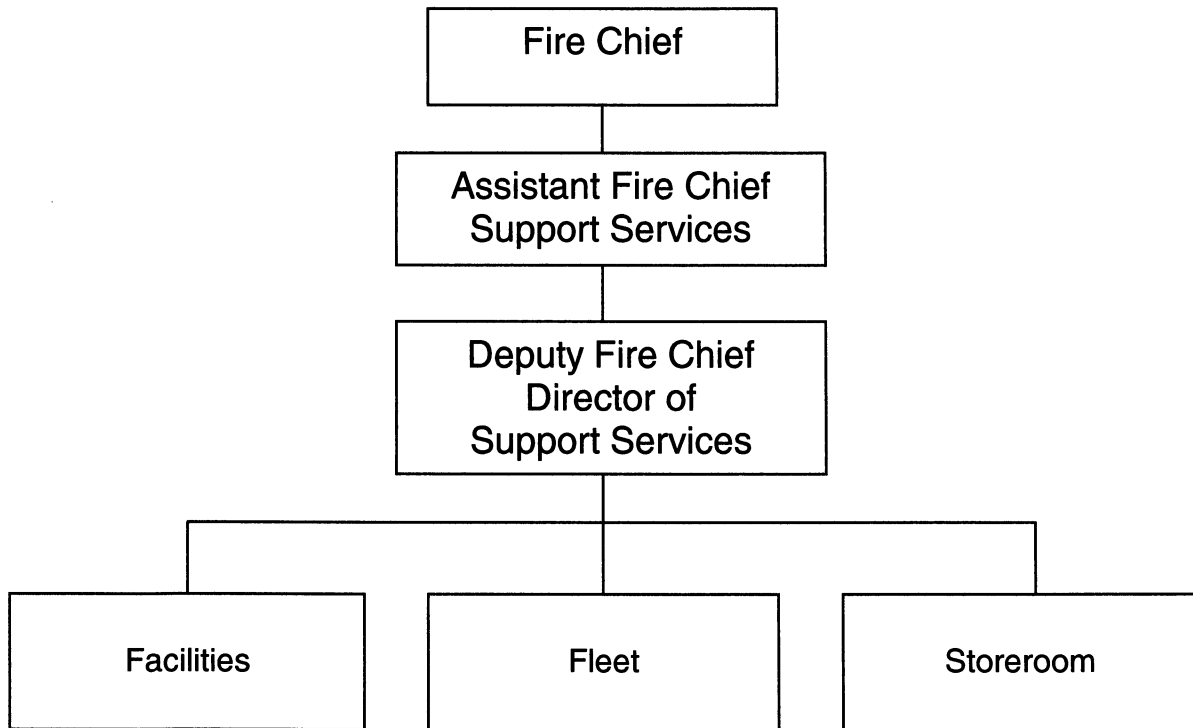 Fire Chief
Assistant Fire Chief
Support Services
Deputy Fire Chief
Director of
Support Services
Facilities
Fleet
Storeroom